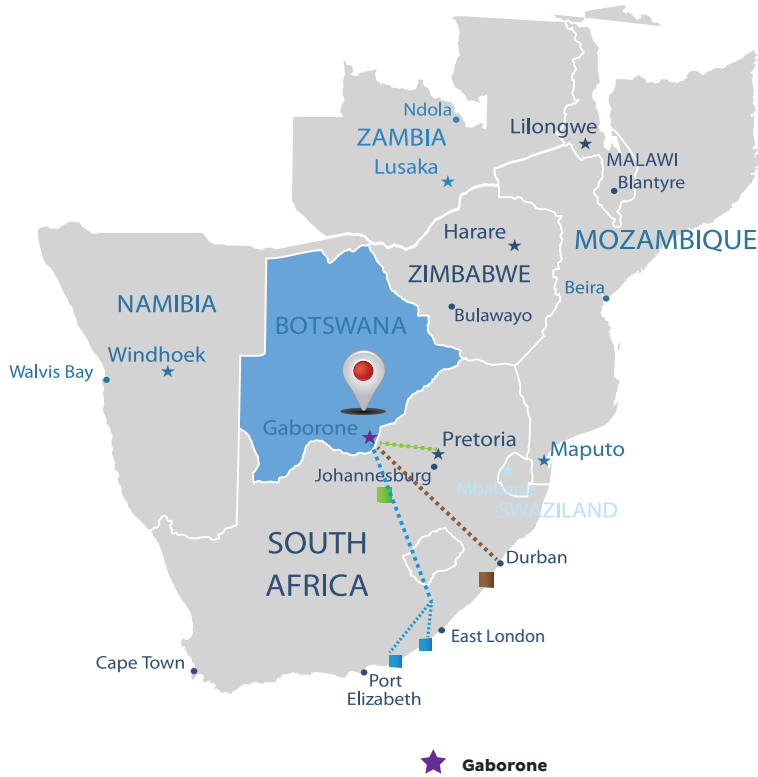 Ndola
ZAMBIA
Lusaka
Lilongwe
MALAWI
Blantyre
Harare
MOZAMBIQUE
ZIMBABWE
Beira
NAMIBIA
BOTSWANA
Bulawayo
Windhoek
Walvis Bay
Gaborone
Pretoria
Maputo
Johannesburg
Mbabane
SWAZILAND
SOUTH
AFRICA
Durban
East London
Cape Town
Port
Elizabeth
Gaborone